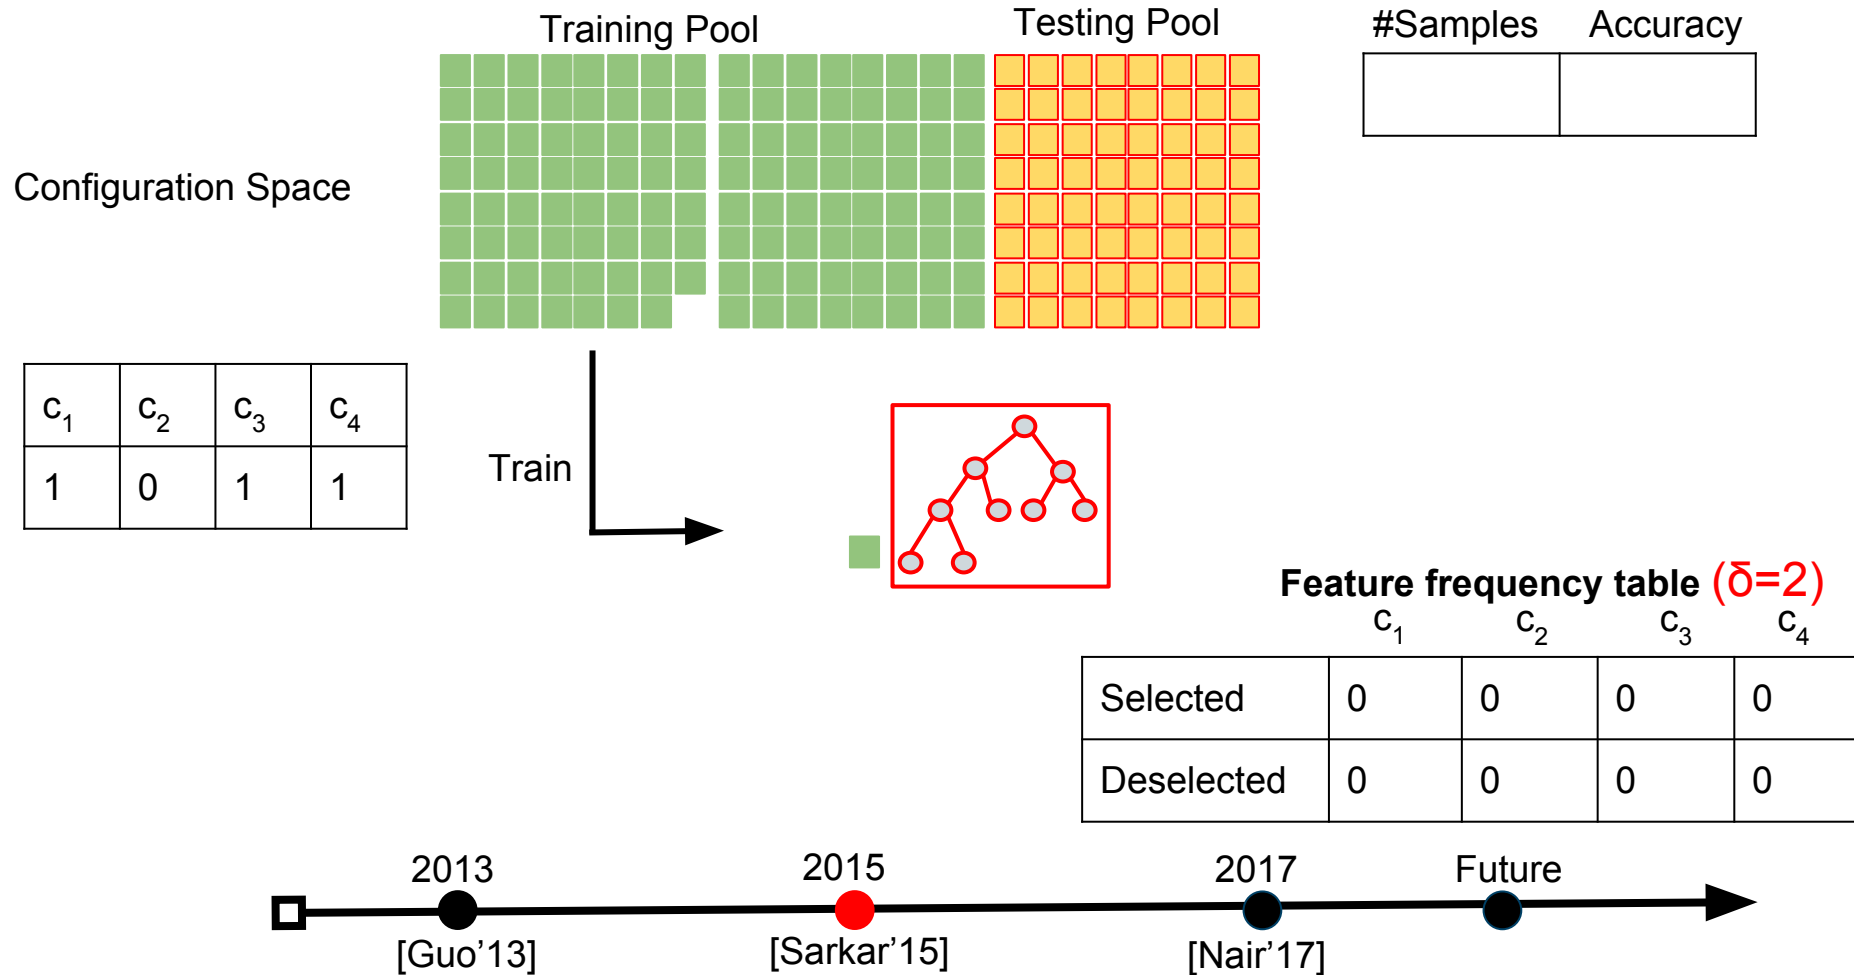 Training Pool
Testing Pool
#Samples Accuracy
Configuration Space
c1 c2 c3 c4
1 0 1 1
Train
Feature frequency table (δ=2)
c1 c2 c3 c4
Selected 0 0 0 0
Deselected 0 0 0 0
2013 2015 2017 Future
[Guo’13] [Sarkar’15] [Nair’17]